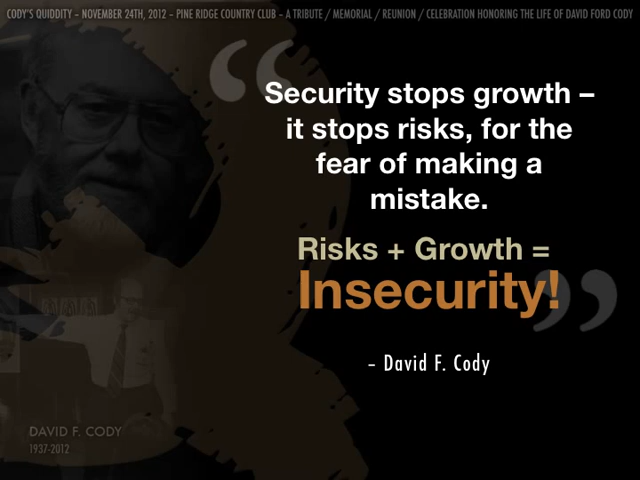 CODY'S QUIDDITY – NOVEMBER 24TH, 2012 – PINE RIDGE COUNTRY CLUB – A TRIBUTE / MEMORIAL / REUNION / CELEBRATION HONORING THE LIFE OF DAVID FORD CODY
“
Security stops growth –
it stops risks, for the
fear of making a
mistake.
Risks + Growth =
Insecurity!
”
– David F. Cody
DAVID F. CODY
1937-2012